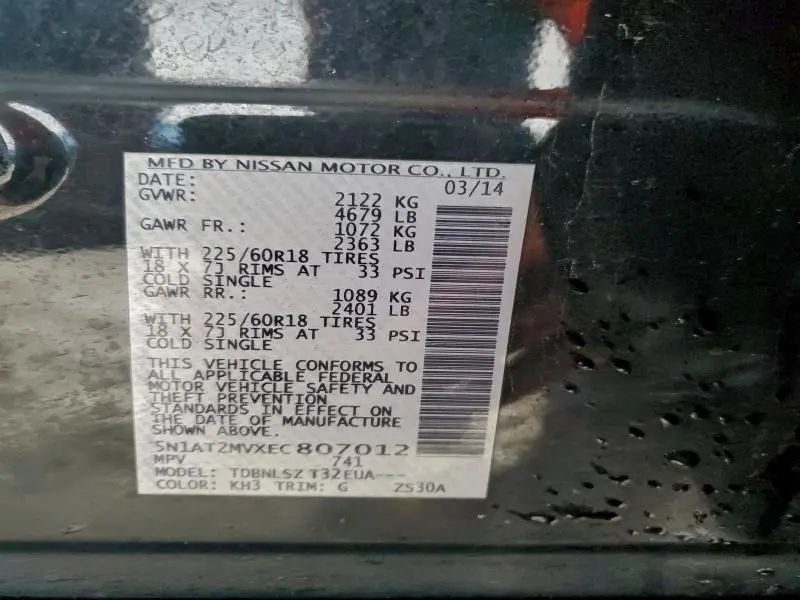 MFD BY NISSAN MOTOR CO., LTD.
DATE: 03/14
GVWR: 2122 KG
4679 LB
GAWR FR.: 1072 KG
2363 LB
WITH 225/60R18 TIRES
18 X 7J RIMS AT 33 PSI
COLD SINGLE
GAWR RR.: 1089 KG
2401 LB
WITH 225/60R18 TIRES
18 X 7J RIMS AT 33 PSI
COLD SINGLE
THIS VEHICLE CONFORMS TO
ALL APPLICABLE FEDERAL
MOTOR VEHICLE SAFETY AND
THEFT PREVENTION
STANDARDS IN EFFECT ON
THE DATE OF MANUFACTURE
SHOWN ABOVE.
5N1AT2MVXEC807012
MPV 741
MODEL: TDBNLSZ T32EUA---
COLOR: KH3 TRIM: G ZS30A